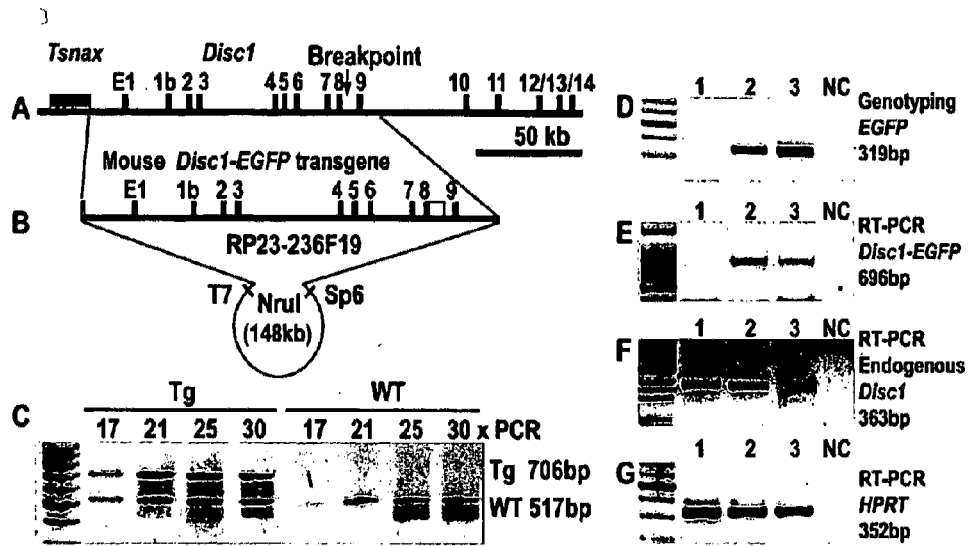 Tsnax Disc1 Breakpoint
E1 1b 2 3 4 5 6 7 8 9 10 11 12/13/14
A
50 kb
Mouse Disc1-EGFP transgene
E1 1b 2 3 4 5 6 7 8 9
B
RP23-236F19
T7 NruI Sp6
(148kb)
C
Tg WT
17 21 25 30 17 21 25 30 x PCR
Tg 706bp
WT 517bp
D
1 2 3 NC
Genotyping
EGFP
319bp
E
1 2 3 NC
RT-PCR
Disc1-EGFP
696bp
F
1 2 3 NC
RT-PCR
Endogenous
Disc1
363bp
G
1 2 3 NC
RT-PCR
HPRT
352bp